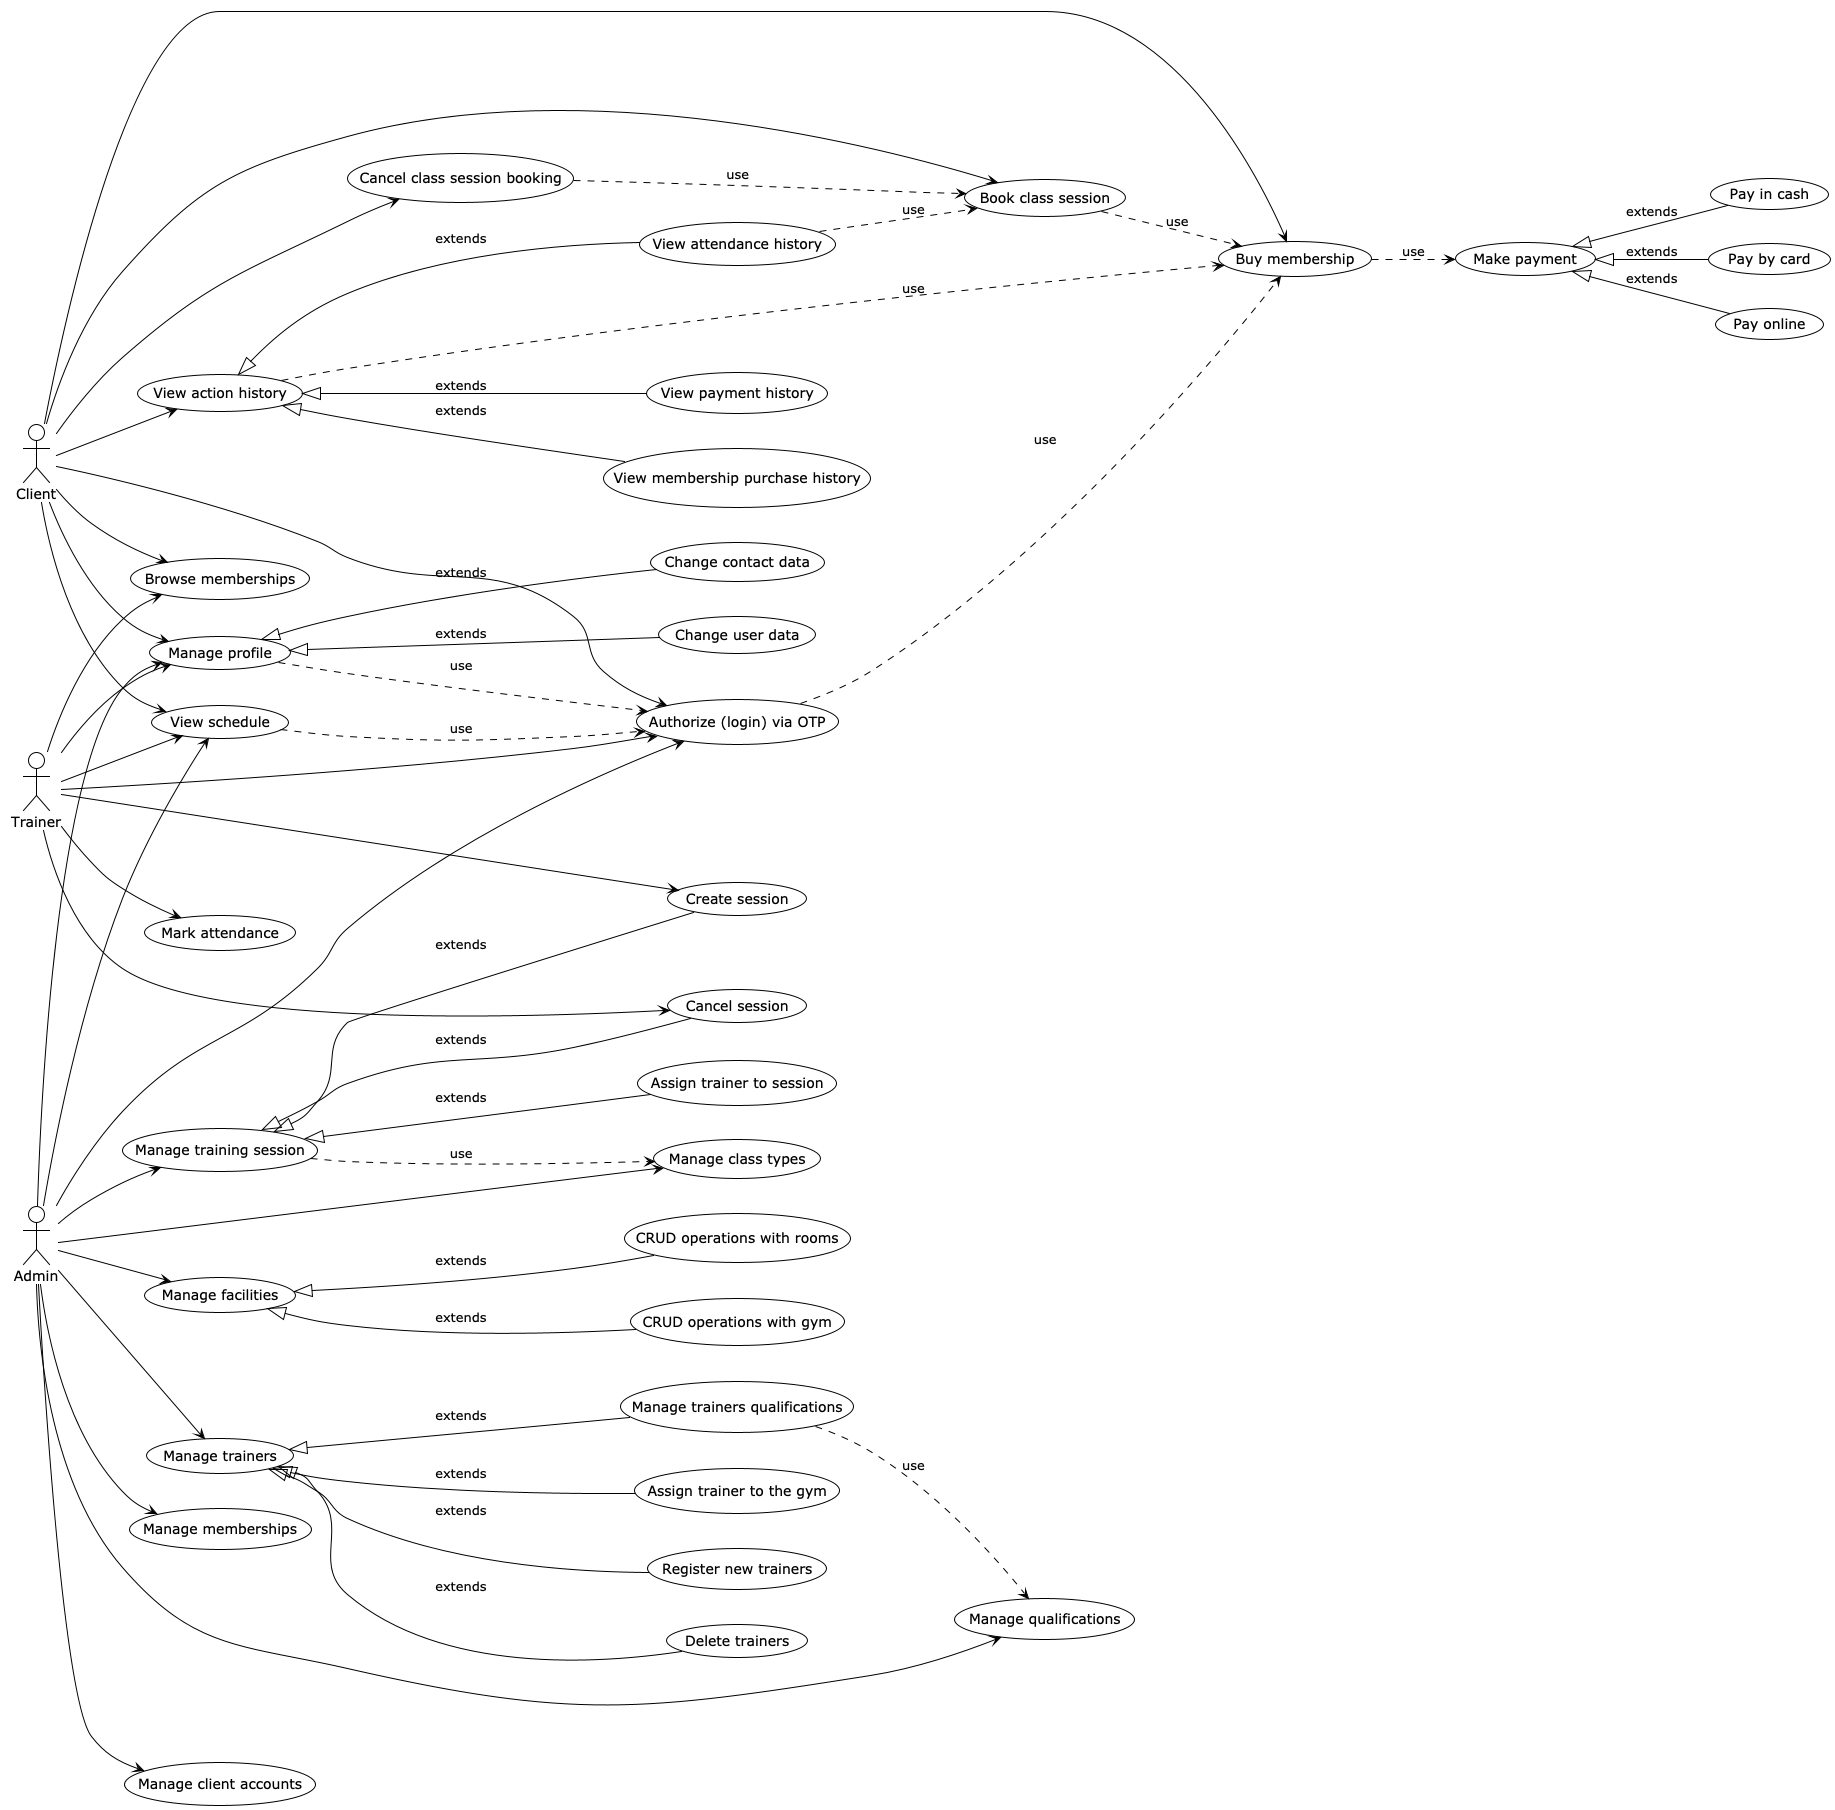 Cancel class session booking
use
Book class session
Pay in cash
extends
use
use
extends
View attendance history
Buy membership
use
Make payment
extends
Pay by card
extends
use
Pay online
View action history
extends
View payment history
extends
use
View membership purchase history
Client
Change contact data
extends
Browse memberships
extends
Change user data
Manage profile
use
View schedule
use
Authorize (login) via OTP
Trainer
Create session
Mark attendance
extends
Cancel session
extends
Assign trainer to session
extends
Manage training session
use
Manage class types
CRUD operations with rooms
extends
Admin
Manage facilities
extends
CRUD operations with gym
Manage trainers qualifications
extends
Manage trainers
use
extends
Assign trainer to the gym
extends
Manage memberships
Register new trainers
extends
Manage qualifications
Delete trainers
Manage client accounts